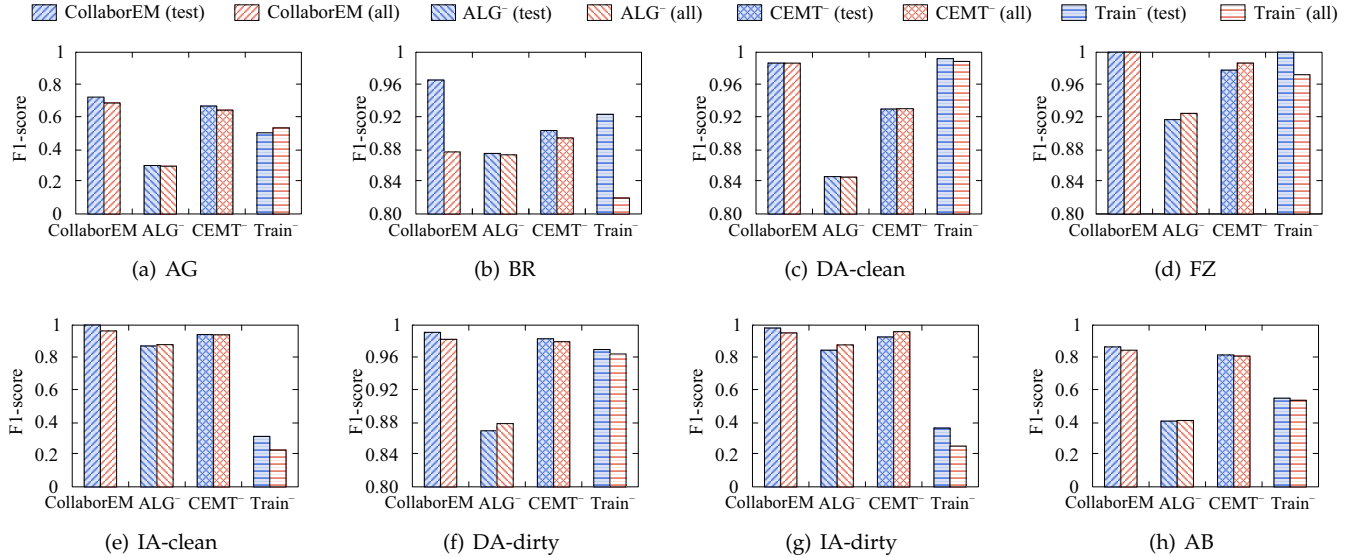 CollaborEM (test) CollaborEM (all) ALG⁻ (test) ALG⁻ (all) CEMT⁻ (test) CEMT⁻ (all) Train⁻ (test) Train⁻ (all)
F1-score
1
0.8
0.6
0.4
0.2
0
CollaborEM ALG⁻ CEMT⁻ Train⁻
(a) AG
F1-score
1
0.96
0.92
0.88
0.84
0.80
CollaborEM ALG⁻ CEMT⁻ Train⁻
(b) BR
F1-score
1
0.96
0.92
0.88
0.84
0.80
CollaborEM ALG⁻ CEMT⁻ Train⁻
(c) DA-clean
F1-score
1
0.96
0.92
0.88
0.84
0.80
CollaborEM ALG⁻ CEMT⁻ Train⁻
(d) FZ
F1-score
1
0.8
0.6
0.4
0.2
0
CollaborEM ALG⁻ CEMT⁻ Train⁻
(e) IA-clean
F1-score
1
0.96
0.92
0.88
0.84
0.80
CollaborEM ALG⁻ CEMT⁻ Train⁻
(f) DA-dirty
F1-score
1
0.8
0.6
0.4
0.2
0
CollaborEM ALG⁻ CEMT⁻ Train⁻
(g) IA-dirty
F1-score
1
0.8
0.6
0.4
0.2
0
CollaborEM ALG⁻ CEMT⁻ Train⁻
(h) AB